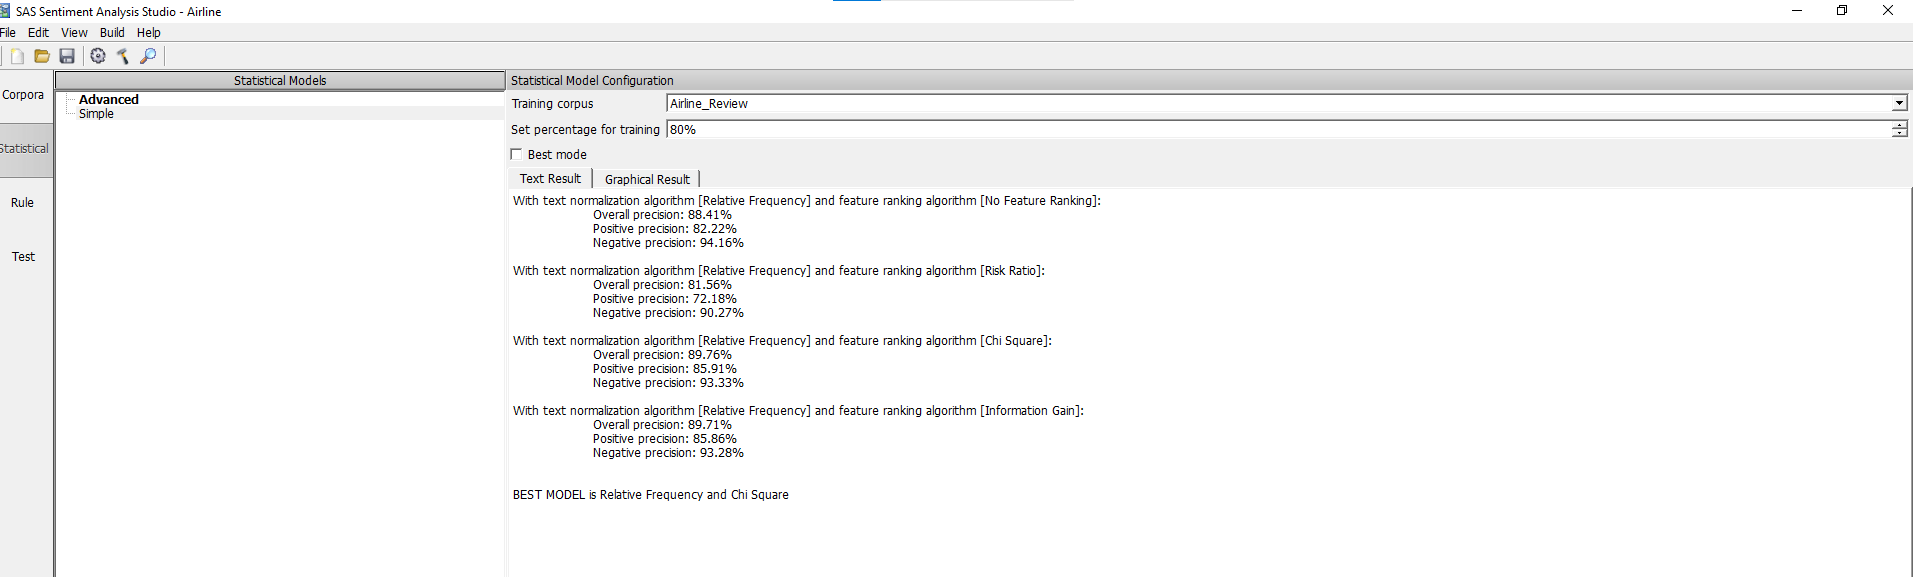 SAS Sentiment Analysis Studio - Airline
File Edit View Build Help
Statistical Models
Statistical Model Configuration
Corpora
Statistical
Rule
Test
Advanced
Simple
Training corpus Airline_Review
Set percentage for training 80%
Best mode
Text Result Graphical Result
With text normalization algorithm [Relative Frequency] and feature ranking algorithm [No Feature Ranking]:
Overall precision: 88.41%
Positive precision: 82.22%
Negative precision: 94.16%
With text normalization algorithm [Relative Frequency] and feature ranking algorithm [Risk Ratio]:
Overall precision: 81.56%
Positive precision: 72.18%
Negative precision: 90.27%
With text normalization algorithm [Relative Frequency] and feature ranking algorithm [Chi Square]:
Overall precision: 89.76%
Positive precision: 85.91%
Negative precision: 93.33%
With text normalization algorithm [Relative Frequency] and feature ranking algorithm [Information Gain]:
Overall precision: 89.71%
Positive precision: 85.86%
Negative precision: 93.28%
BEST MODEL is Relative Frequency and Chi Square